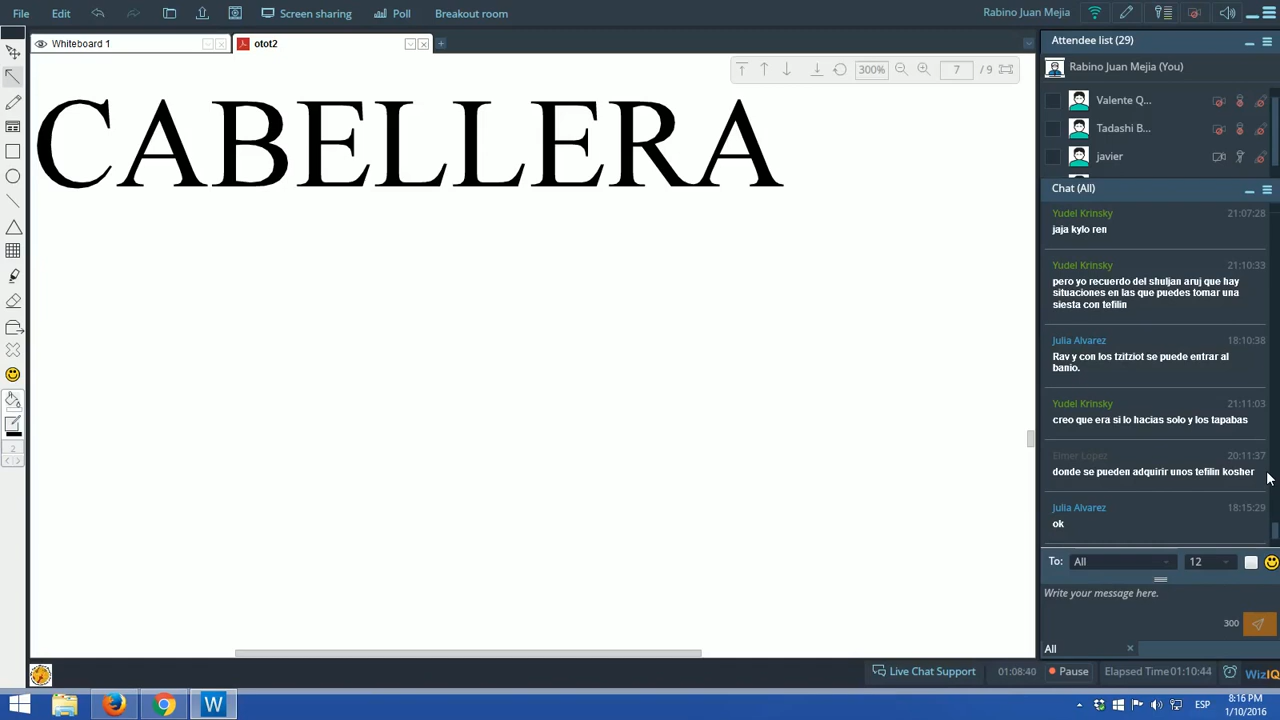 File Edit Screen sharing Poll Breakout room Rabino Juan Mejia
Whiteboard 1 otot2
300% 7 / 9
CABELLERA
2
Attendee list (29)
Rabino Juan Mejia (You)
Valente Q...
Tadashi B...
javier
Chat (All)
Yudel Krinsky 21:07:28
jaja kylo ren
Yudel Krinsky 21:10:33
pero yo recuerdo del shuljan aruj que hay
situaciones en las que puedes tomar una
siesta con tefilin
Julia Alvarez 18:10:38
Rav y con los tzitziot se puede entrar al
banio.
Yudel Krinsky 21:11:03
creo que era si lo hacias solo y los tapabas
Elmer Lopez 20:11:37
donde se pueden adquirir unos tefilin kosher
Julia Alvarez 18:15:29
ok
To: All 12
Write your message here.
300
All
Live Chat Support 01:08:40 Pause Elapsed Time 01:10:44 WizIQ
ESP 8:16 PM
1/10/2016